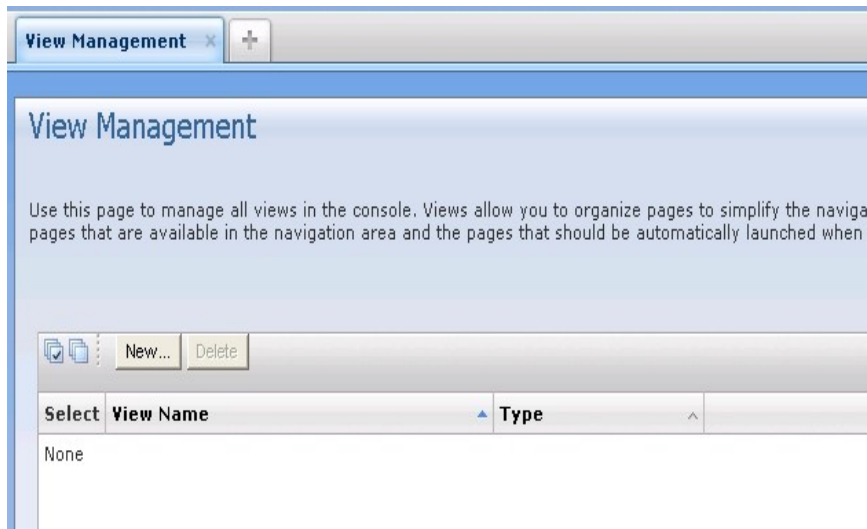 View Management
View Management
Use this page to manage all views in the console. Views allow you to organize pages to simplify the naviga
pages that are available in the navigation area and the pages that should be automatically launched when
New... Delete
Select View Name Type
None